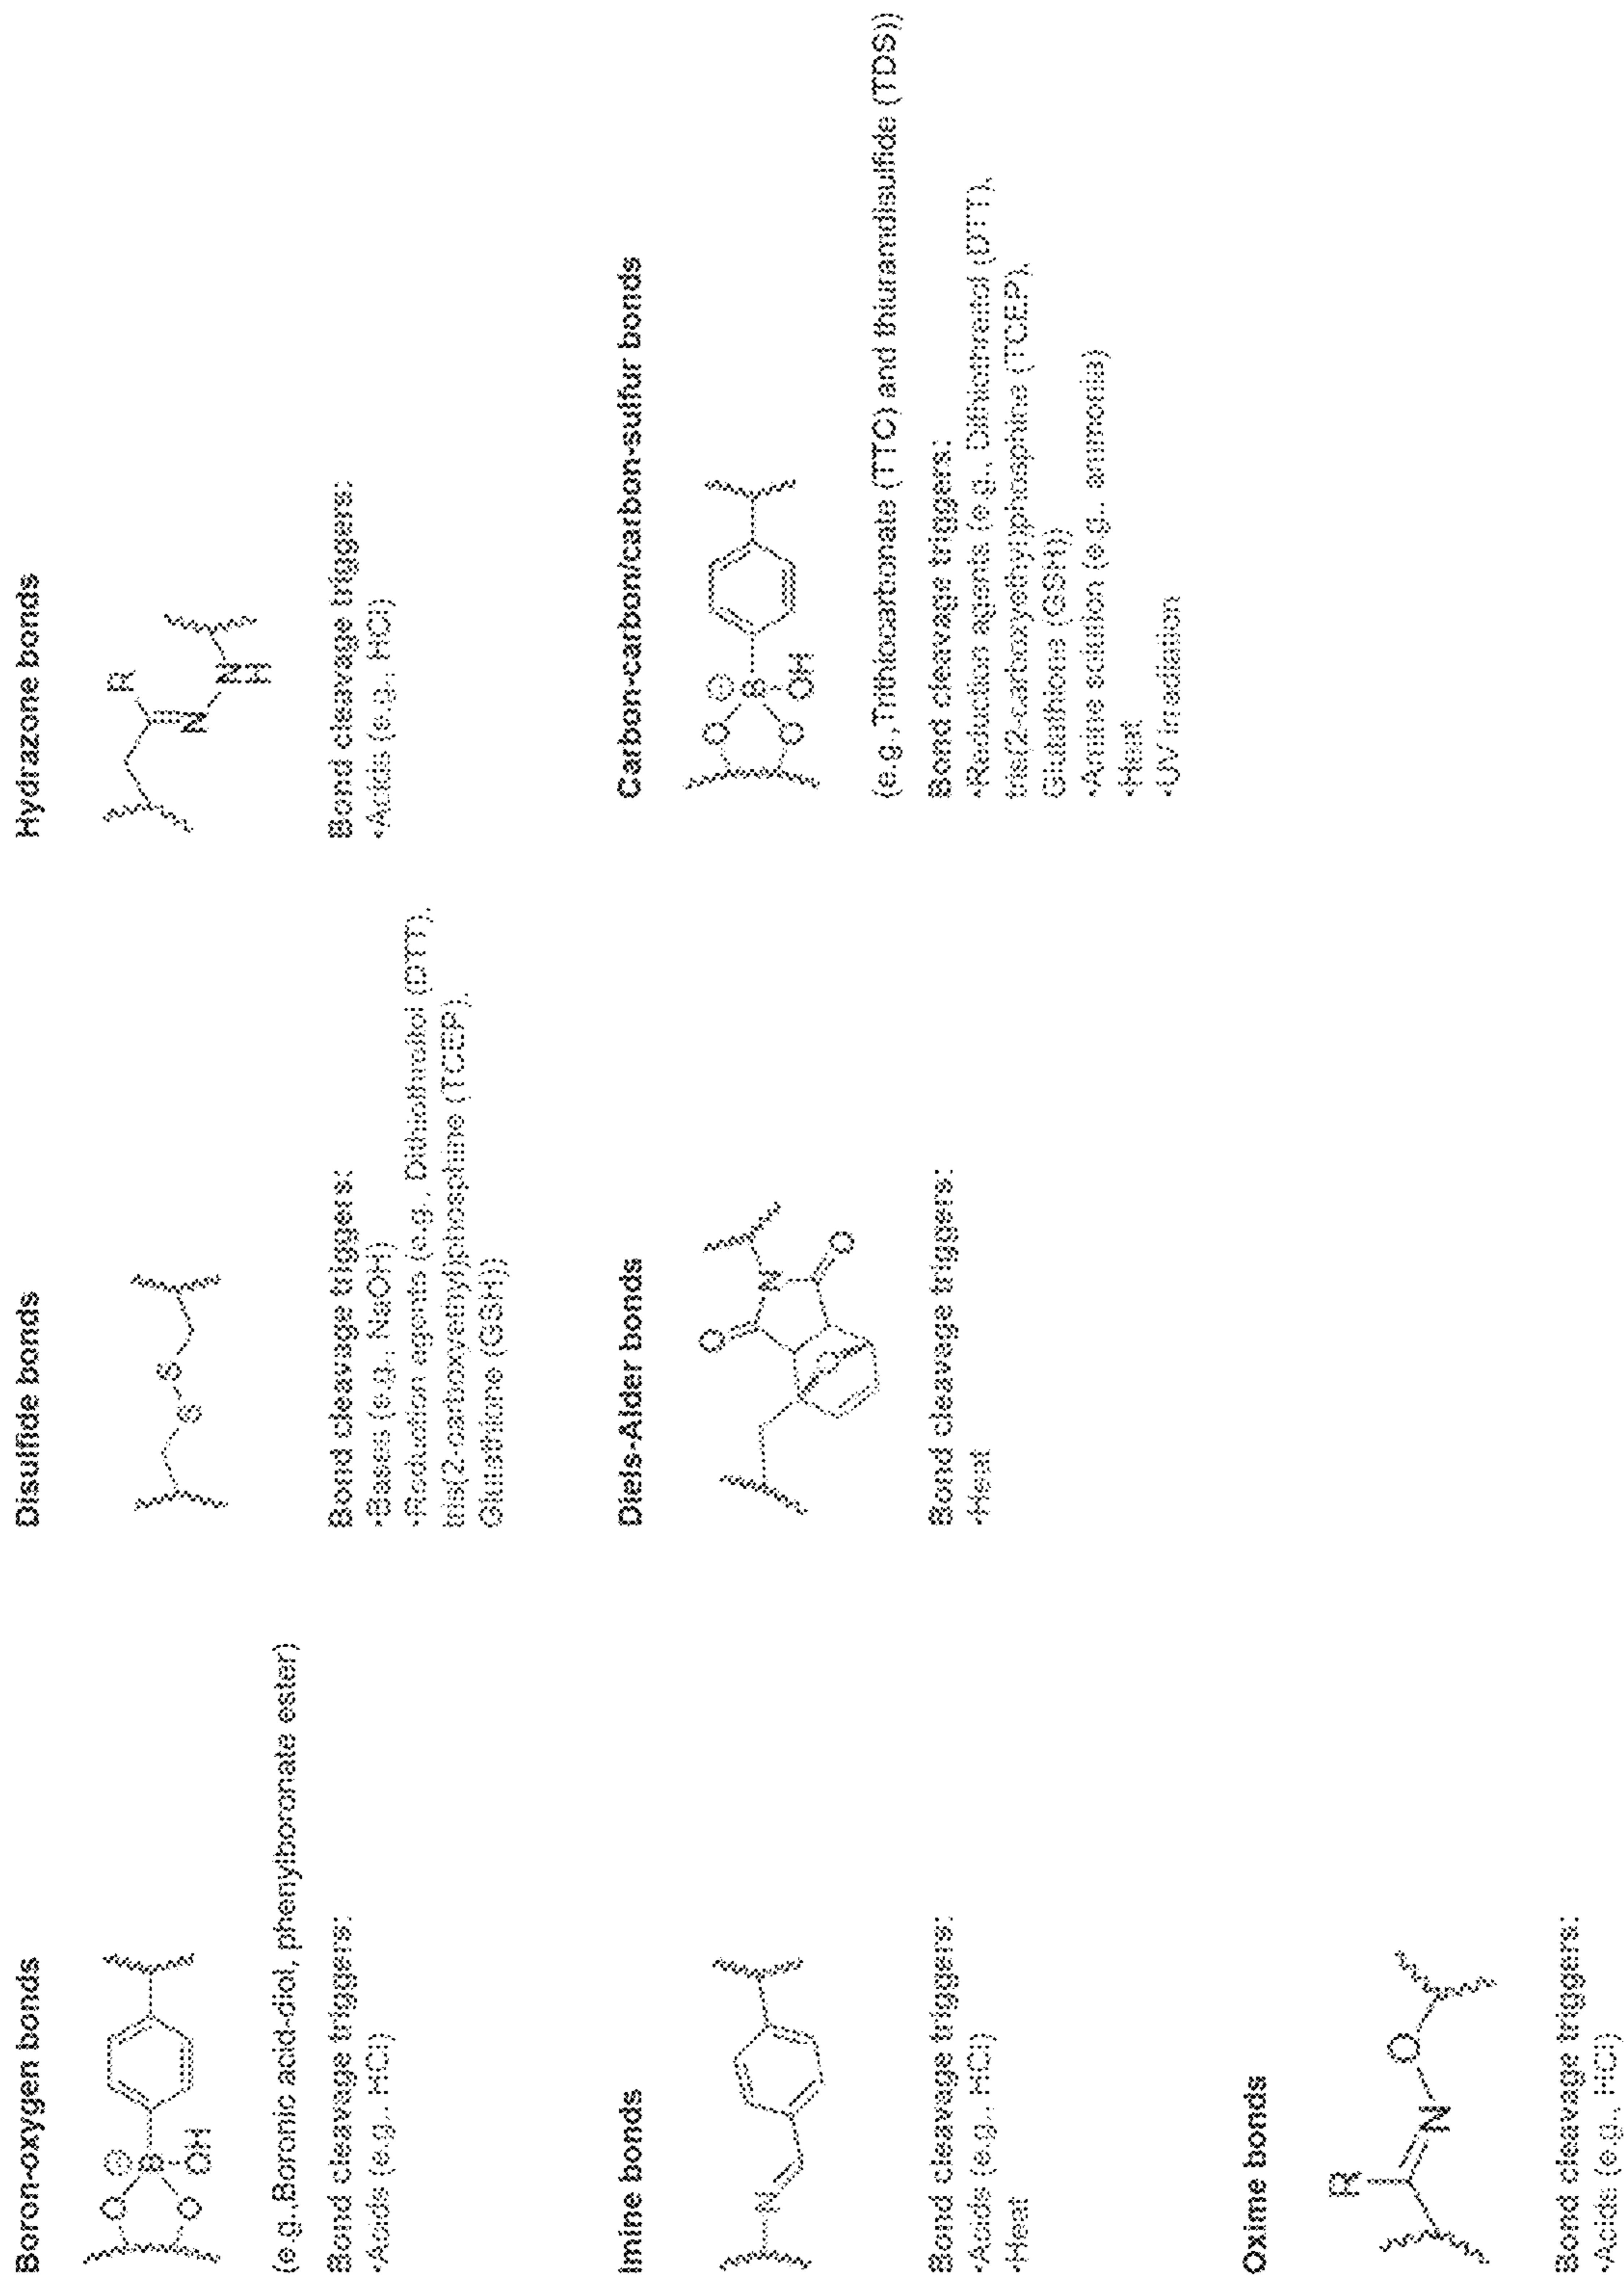 Boron-oxygen bonds
O
⊖
B
O
OH
(e.g.,Boronic acid-diol, phenylboronate ester)
Bond cleavage triggers:
•Acids (e.g., HCl)
Disulfide bonds
S
S
Bond cleavage triggers:
•Bases (e.g., NaOH)
•Reduction agents (e.g., Dithiothreitol (DTT),
tris(2-carboxyethyl)phosphine (TCEP),
Glutathione (GSH))
Hydrazone bonds
R
N
N
H
Bond cleavage triggers:
•Acids (e.g., HCl)
Imine bonds
N
Bond cleavage triggers:
•Acids (e.g., HCl)
•Heat
Diels-Alder bonds
O
N
O
O
Bond cleavage triggers:
•Heat
Carbon-carbon/carbon-sulfur bonds
O
⊖
B
O
OH
(e.g.,Trithiocarbonate (TTC) and thiuramdisulfide (TDS))
Bond cleavage triggers:
•Reduction agents (e.g., Dithiothreitol (DTT),
tris(2-carboxyethyl)phosphine (TCEP),
Glutathione (GSH))
•Amine solution (e.g., ammonia)
•Heat
•UV irradiation
Oxime bonds
R
N
O
Bond cleavage triggers:
•Acids (e.g., HCl)